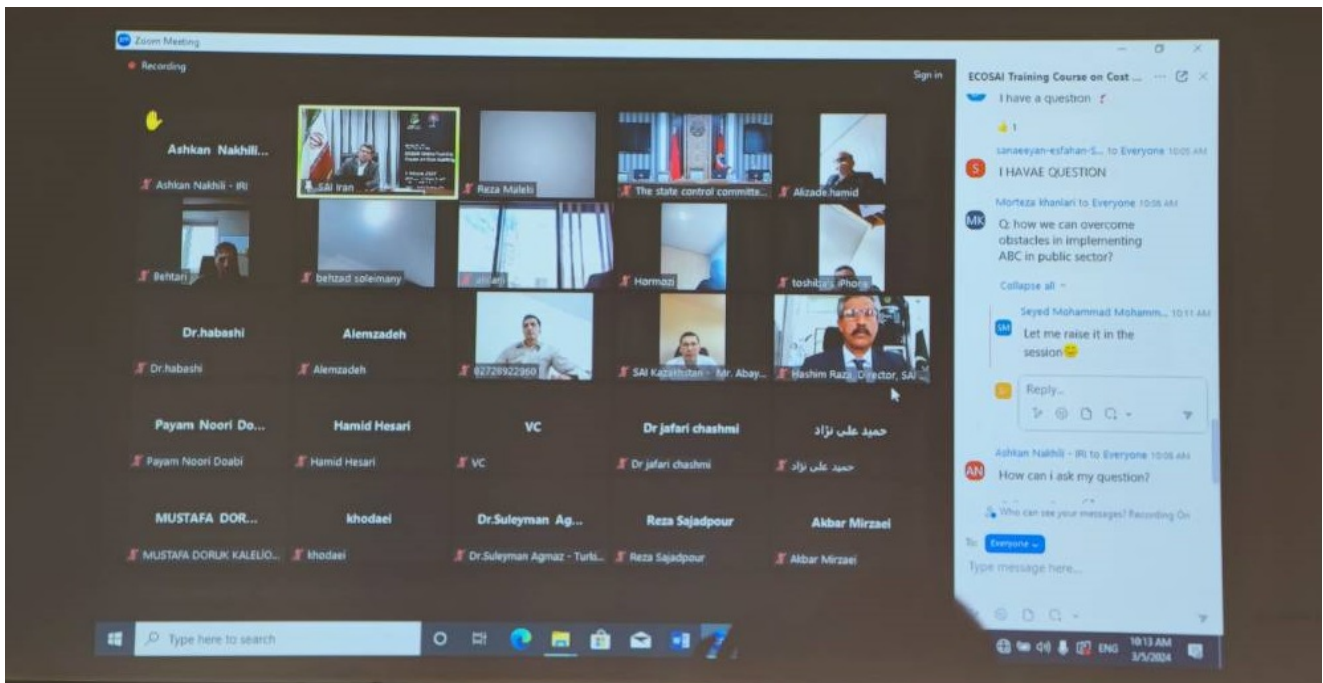 Zoom Meeting
Recording
Sign in
Ashkan Nakhili...
Ashkan Nakhili - IRI
SAI Iran
Reza Maleki
The state control committe...
Alizade.hamid
Behtari
behzad soleimany
Hormozi
toshiba's iPhone
Dr.habashi
Alemzadeh
Dr.habashi
Alemzadeh
02728922960
SAI Kazakhstan - Mr. Abay...
Hashim Raza, Director, SAI ...
Payam Noori Do...
Hamid Hesari
VC
Dr jafari chashmi
حمید علی نژاد
Payam Noori Doabi
Hamid Hesari
VC
Dr jafari chashmi
حمید علی نژاد
MUSTAFA DOR...
khodaei
Dr.Suleyman Ag...
Reza Sajadpour
Akbar Mirzaei
MUSTAFA DORUK KALELİO...
khodaei
Dr.Suleyman Agmaz - Turki...
Reza Sajadpour
Akbar Mirzaei
ECOSAI Training Course on Cost ...
I have a question
1
sanaeeyan-esfahan-S... to Everyone 10:05 AM
S
I HAVAE QUESTION
Morteza khanlari to Everyone 10:06 AM
MK
Q: how we can overcome
obstacles in implementing
ABC in public sector?
Collapse all
Seyed Mohammad Mohamm... 10:11 AM
SM
Let me raise it in the
session
Reply...
Ashkan Nakhili - IRI to Everyone 10:06 AM
AN
How can i ask my question?
Who can see your messages? Recording On
To:
Everyone
Type message here...
Type here to search
ENG
10:13 AM
3/5/2024